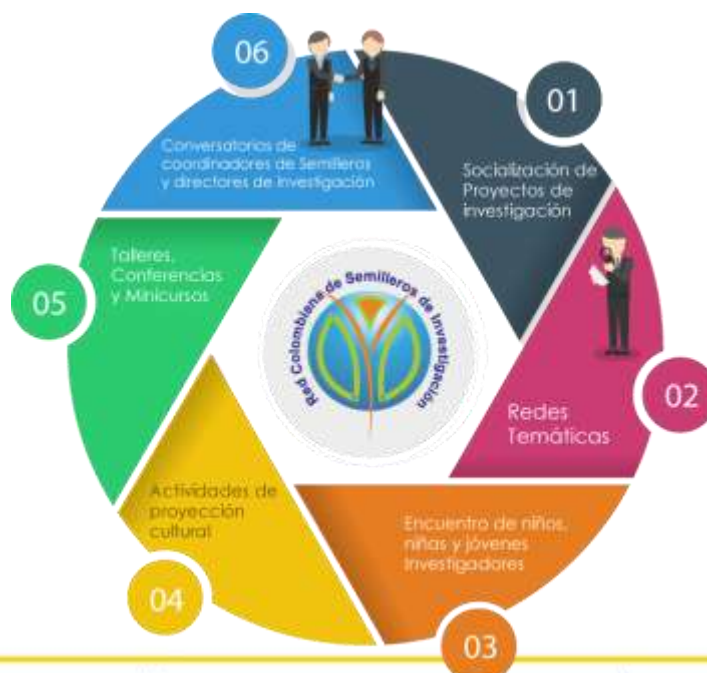 06
Conversatorios de
coordinadores de Semilleros
y directores de Investigación
01
Socialización de
Proyectos de
investigación
05
Talleres,
Conferencias
y Minicursos
Red Colombiana de Semilleros de Investigación
02
Redes
Temáticas
04
Actividades de
proyección
cultural
03
Encuentro de niños,
niñas y jóvenes
Investigadores